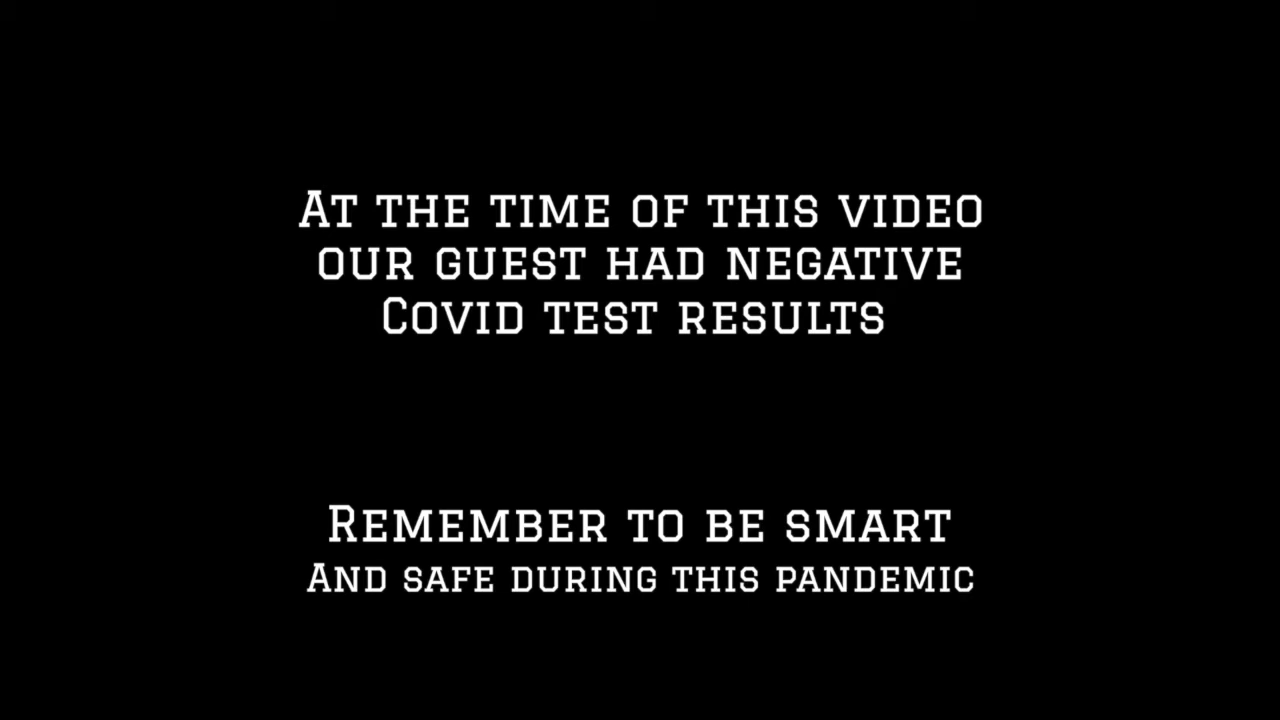 At the time of this video
our guest had negative
Covid test results
Remember to be smart
And safe during this pandemic